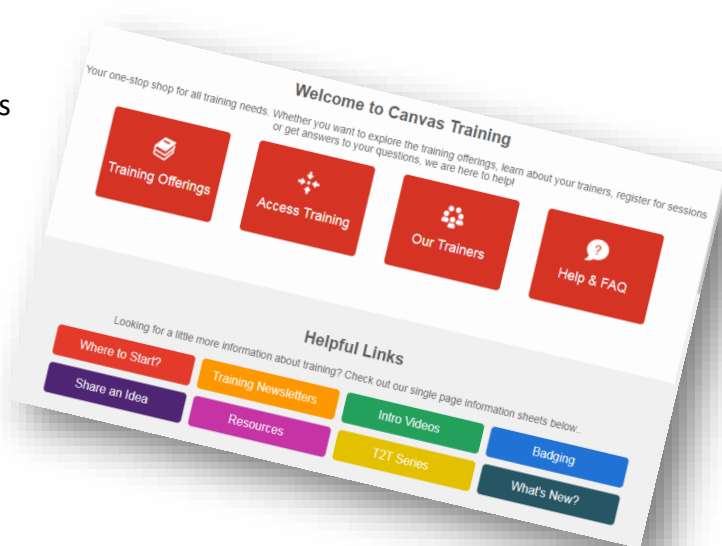 s
Welcome to Canvas Training
Your one-stop shop for all training needs. Whether you want to explore the training offerings, learn about your trainers, register for sessions
or get answers to your questions, we are here to help!
Training Offerings
Access Training
Our Trainers
? 
Help & FAQ
Helpful Links
Looking for a little more information about training? Check out our single page information sheets below..
Where to Start?
Training Newsletters
Intro Videos
Badging
Share an Idea
Resources
T2T Series
What's New?